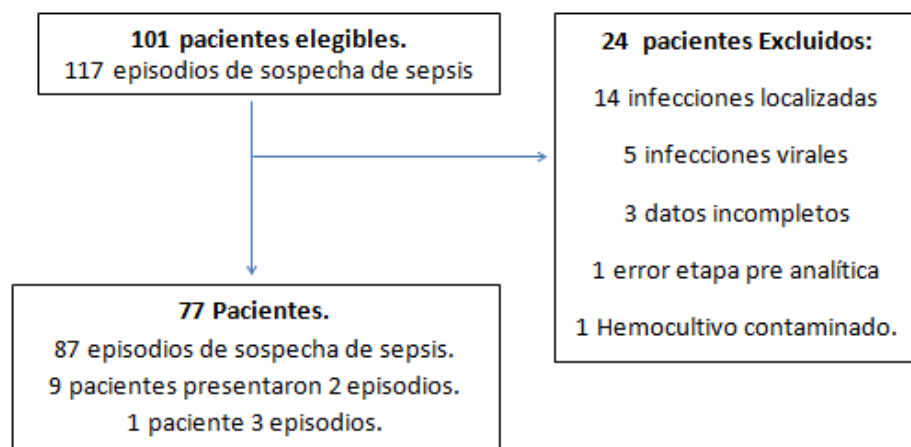 101 pacientes elegibles.
117 episodios de sospecha de sepsis
24 pacientes Excluidos:
14 infecciones localizadas
5 infecciones virales
3 datos incompletos
1 error etapa pre analítica
1 Hemocultivo contaminado.
77 Pacientes.
87 episodios de sospecha de sepsis.
9 pacientes presentaron 2 episodios.
1 paciente 3 episodios.